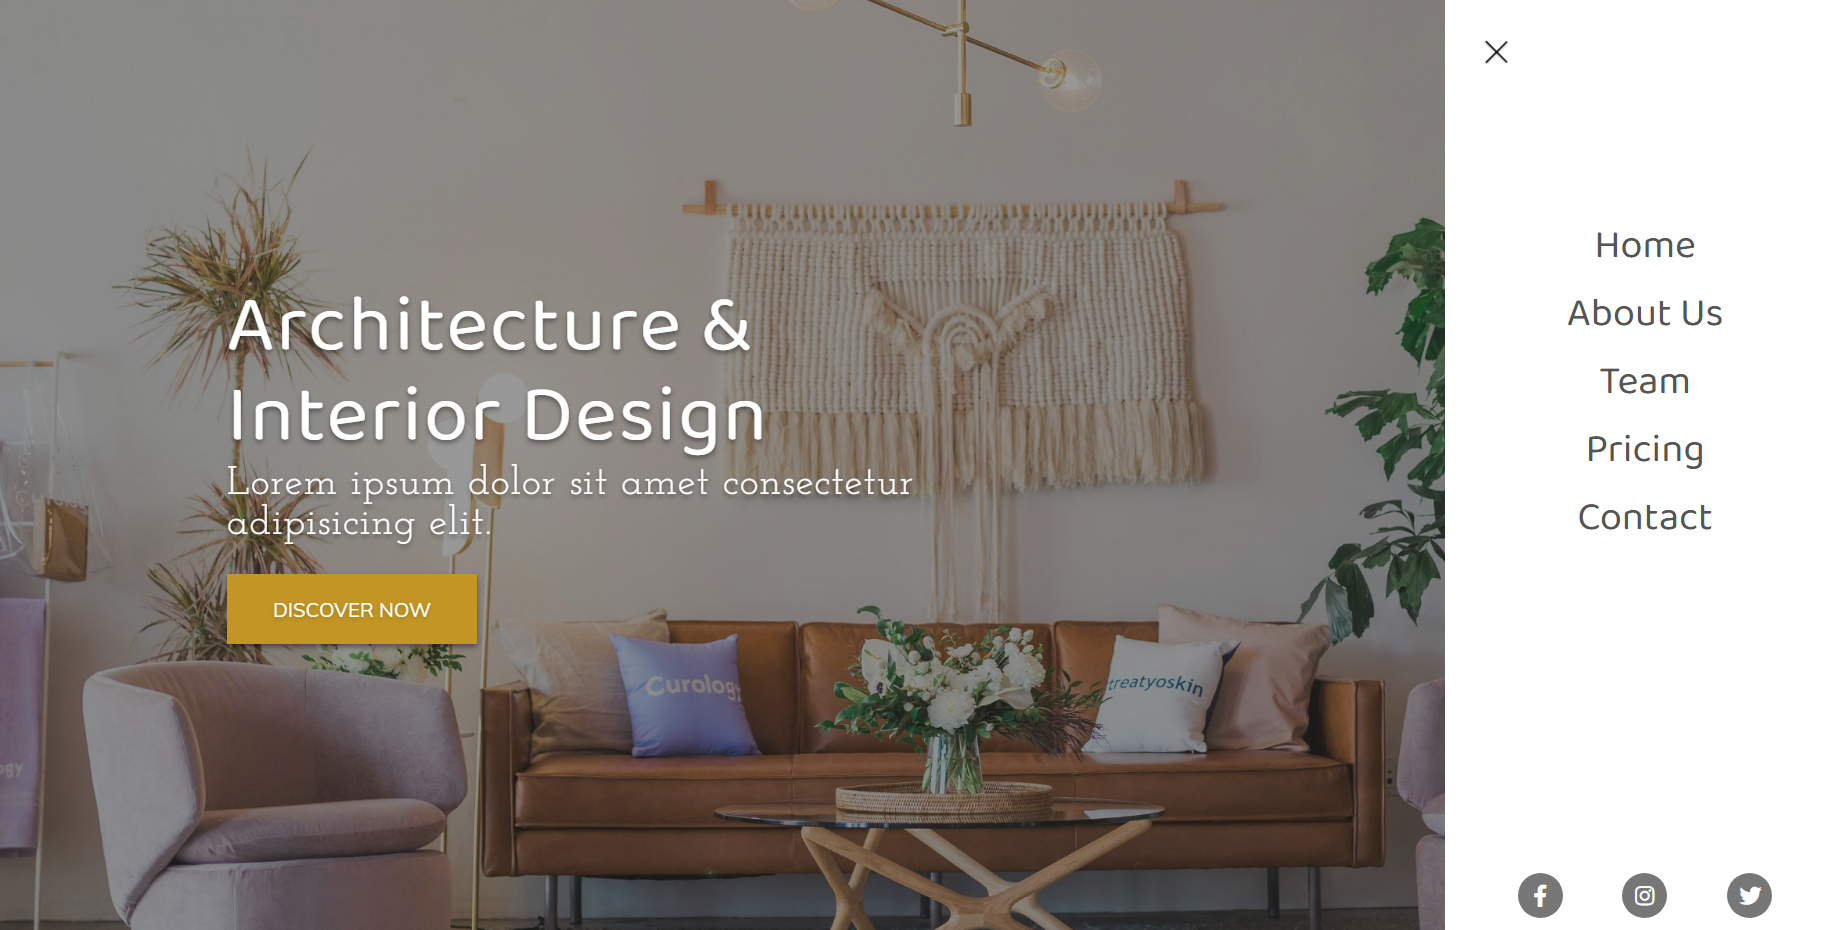 Architecture &
Interior Design
Lorem ipsum dolor sit amet consectetur
adipisicing elit.
DISCOVER NOW
Curology
treatyoskin
Home
About Us
Team
Pricing
Contact